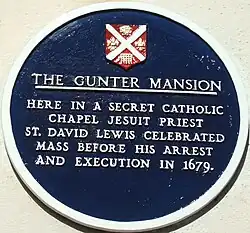 THE GUNTER MANSION
HERE IN A SECRET CATHOLIC
CHAPEL JESUIT PRIEST
ST. DAVID LEWIS CELEBRATED
MASS BEFORE HIS ARREST
AND EXECUTION IN 1679.